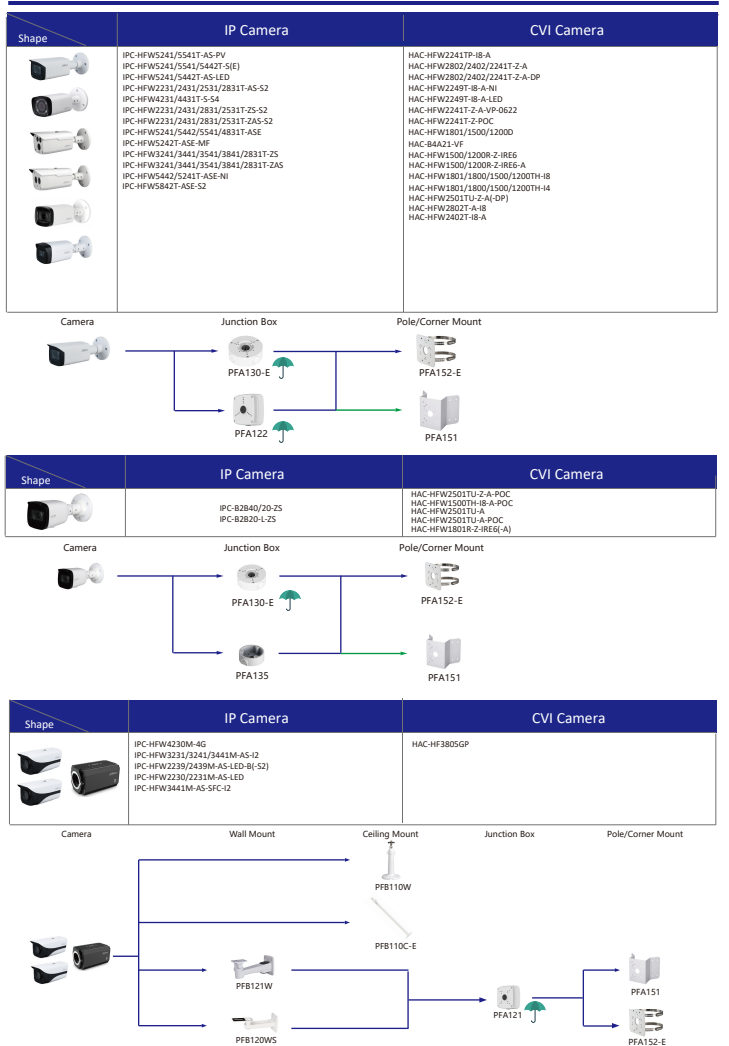 Shape
IP Camera
CVI Camera
IPC-HFW5241/5541T-AS-PV
IPC-HFW5241/5541/5442T-S(E)
IPC-HFW5241/5442T-AS-LED
IPC-HFW2231/2431/2531/2831T-AS-S2
IPC-HFW4231/4431T-S-S4
IPC-HFW2231/2431/2831/2531T-ZS-S2
IPC-HFW2231/2431/2831/2531T-ZAS-S2
IPC-HFW5241/5442/5541/4831T-ASE
IPC-HFW5242T-ASE-MF
IPC-HFW3241/3441/3541/3841/2831T-ZS
IPC-HFW3241/3441/3541/3841/2831T-ZAS
IPC-HFW5442/5241T-ASE-NI
IPC-HFW5842T-ASE-S2
HAC-HFW2241TP-I8-A
HAC-HFW2802/2402/2241T-Z-A
HAC-HFW2802/2402/2241T-Z-A-DP
HAC-HFW2249T-I8-A-NI
HAC-HFW2249T-I8-A-LED
HAC-HFW2241T-Z-A-VP-0622
HAC-HFW2241T-Z-POC
HAC-HFW1801/1500/1200D
HAC-B4A21-VF
HAC-HFW1500/1200R-Z-IRE6
HAC-HFW1500/1200R-Z-IRE6-A
HAC-HFW1801/1800/1500/1200TH-I8
HAC-HFW1801/1800/1500/1200TH-I4
HAC-HFW2501TU-Z-A(-DP)
HAC-HFW2802T-A-I8
HAC-HFW2402T-I8-A
Camera
Junction Box
Pole/Corner Mount
PFA130-E
PFA152-E
PFA122
PFA151
Shape
IP Camera
CVI Camera
IPC-B2B40/20-ZS
IPC-B2B20-L-ZS
HAC-HFW2501TU-Z-A-POC
HAC-HFW1500TH-I8-A-POC
HAC-HFW2501TU-A
HAC-HFW2501TU-A-POC
HAC-HFW1801R-Z-IRE6(-A)
Camera
Junction Box
Pole/Corner Mount
PFA130-E
PFA152-E
PFA135
PFA151
Shape
IP Camera
CVI Camera
IPC-HFW4230M-4G
IPC-HFW3231/3241/3441M-AS-I2
IPC-HFW2239/2439M-AS-LED-B(-S2)
IPC-HFW2230/2231M-AS-LED
IPC-HFW3441M-AS-SFC-I2
HAC-HF3805GP
Camera
Wall Mount
Ceiling Mount
Junction Box
Pole/Corner Mount
PFB110W
PFB110C-E
PFB121W
PFA121
PFA151
PFB120WS
PFA152-E